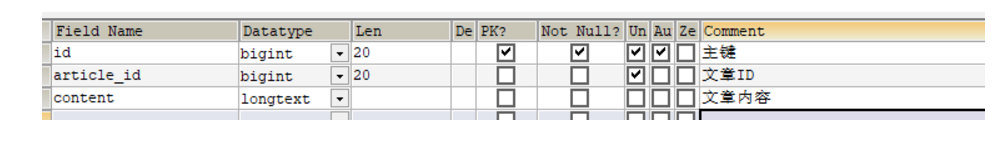 Field Name Datatype Len De PK? Not Null? Un Au Ze Comment
id bigint 20 主键
article_id bigint 20 文章ID
content longtext 文章内容